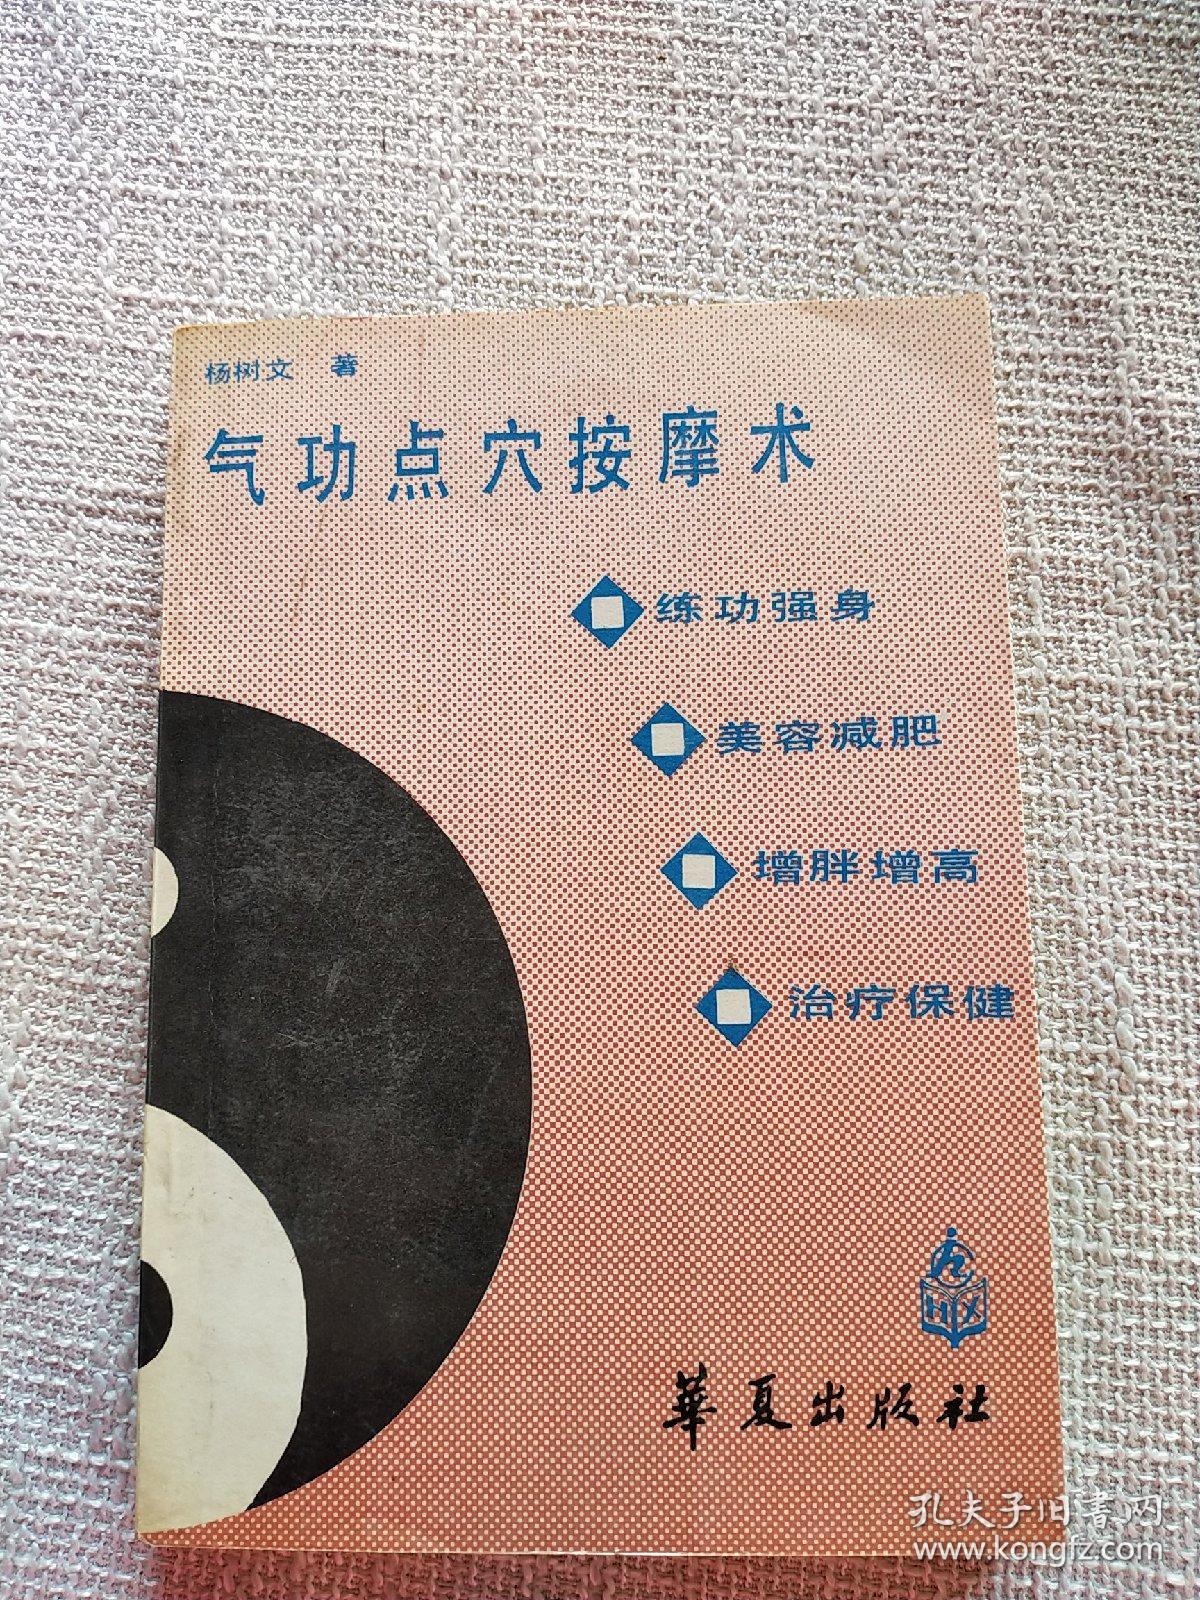 杨树文 著
气功点穴按摩术
练功强身
美容减肥
增胖增高
治疗保健
HX
華夏出版社
孔夫子旧書网
www.kongfz.com